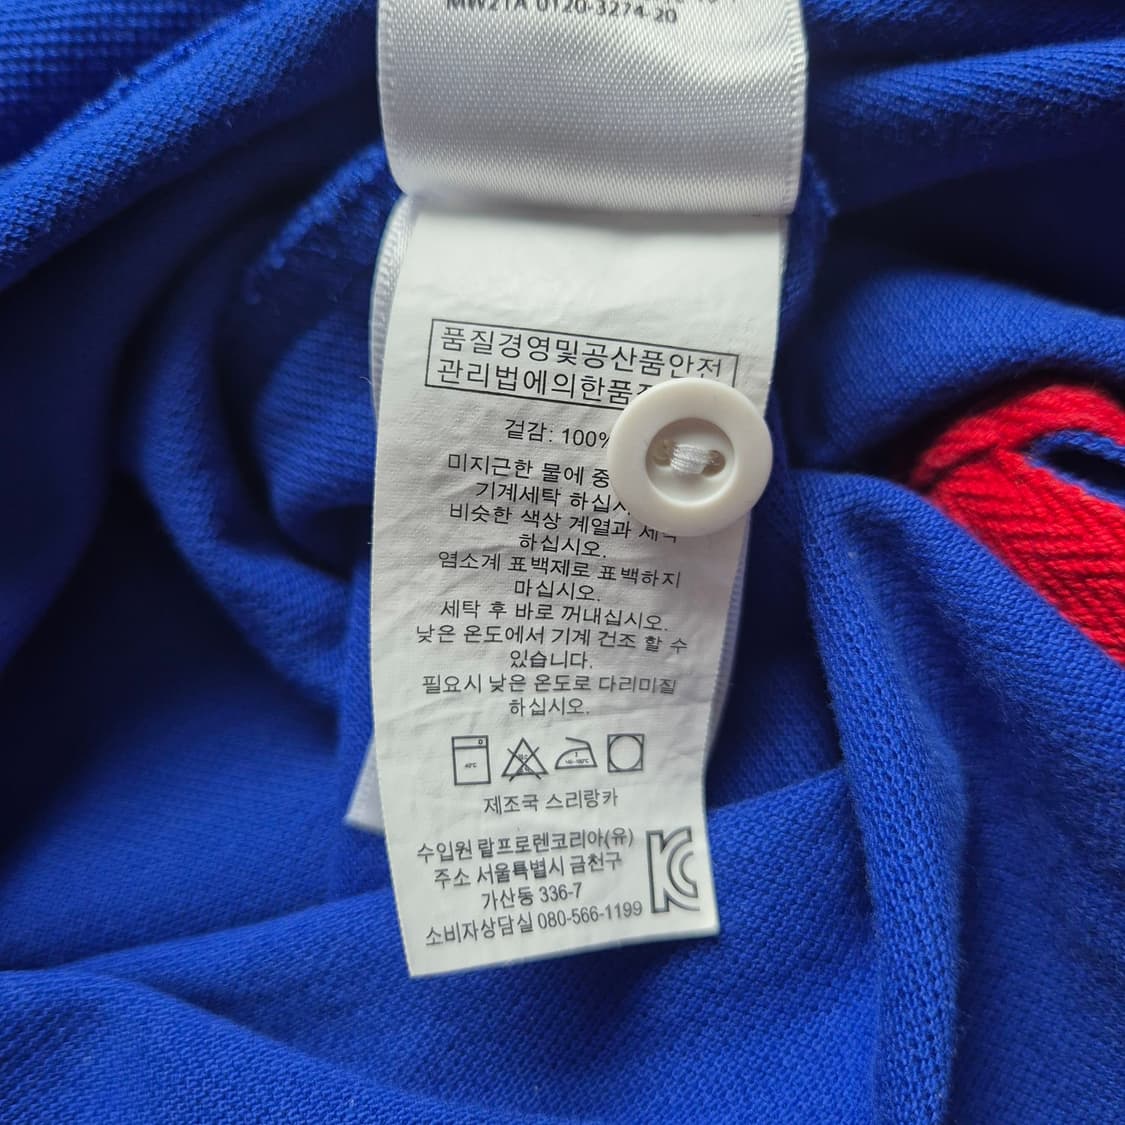 MW21A 0120-3274-20
품질경영및공산품안전
관리법에의한품
겉감: 100%
미지근한 물에 중
기계세탁 하십시
비슷한 색상 계열과 세탁
하십시오.
염소계 표백제로 표백하지
마십시오.
세탁 후 바로 꺼내십시오.
낮은 온도에서 기계 건조 할 수
있습니다.
필요시 낮은 온도로 다리미질
하십시오.
제조국 스리랑카
수입원 랄프로렌코리아(유)
주소 서울특별시 금천구
가산동 336-7
소비자상담실 080-566-1199
KC